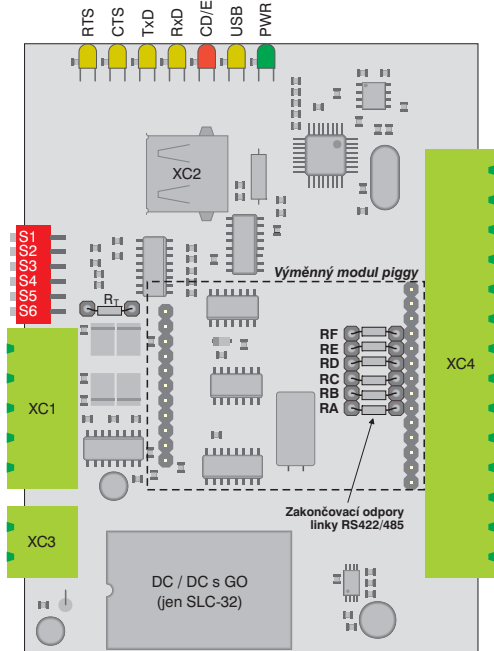 RTS
CTS
TxD
RxD
CD/E
USB
PWR
XC2
S1
S2
S3
S4
S5
S6
Výměnný modul piggy
RT
RF
RE
RD
RC
RB
RA
XC1
XC4
Zakončovací odpory
linky RS422/485
XC3
DC / DC s GO
(jen SLC-32)